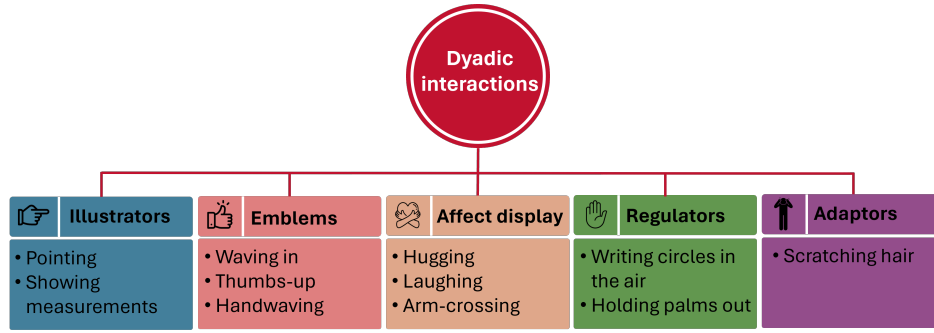 Dyadic
interactions
Illustrators
• Pointing
• Showing
measurements
Emblems
• Waving in
• Thumbs-up
• Handwaving
Affect display
• Hugging
• Laughing
• Arm-crossing
Regulators
• Writing circles in
the air
• Holding palms out
Adaptors
• Scratching hair